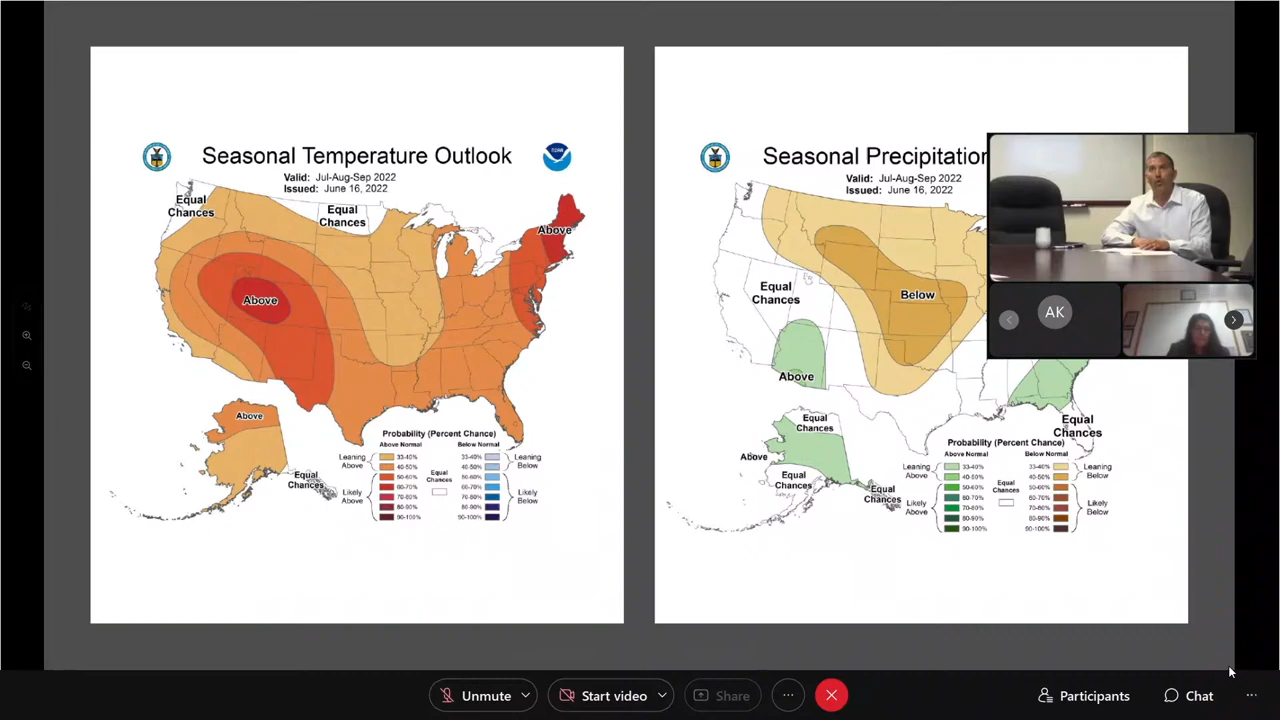 Seasonal Temperature Outlook
Valid: Jul-Aug-Sep 2022
Issued: June 16, 2022
Equal
Chances
Equal
Chances
Above
Above
Above
Equal
Chances
Probability (Percent Chance)
Above Normal
Below Normal
Leaning
Above
Likely
Above
33-40%
40-50%
50-60%
60-70%
70-80%
80-90%
90-100%
Equal
Chances
33-40%
40-50%
50-60%
60-70%
70-80%
80-90%
90-100%
Leaning
Below
Likely
Below
Seasonal Precipitation
Valid: Jul-Aug-Sep 2022
Issued: June 16, 2022
Equal
Chances
Below
Above
Equal
Chances
Equal
Chances
Above
Equal
Chances
Equal
Chances
Probability (Percent Chance)
Above Normal
Below Normal
Leaning
Above
Likely
Above
33-40%
40-50%
50-60%
60-70%
70-80%
80-90%
90-100%
Equal
Chances
33-40%
40-50%
50-60%
60-70%
70-80%
80-90%
90-100%
Leaning
Below
Likely
Below
AK
Unmute
Start video
Share
Participants
Chat